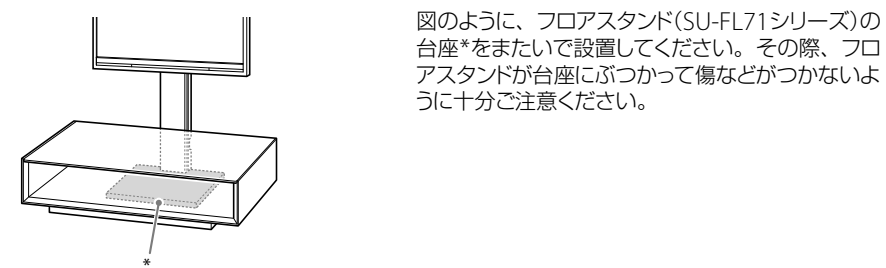 図のように、フロアスタンド（SU-FL71シリーズ）の
台座*をまたいで設置してください。その際、フロ
アスタンドが台座にぶつかって傷などがつかないよ
うに十分ご注意ください。
*